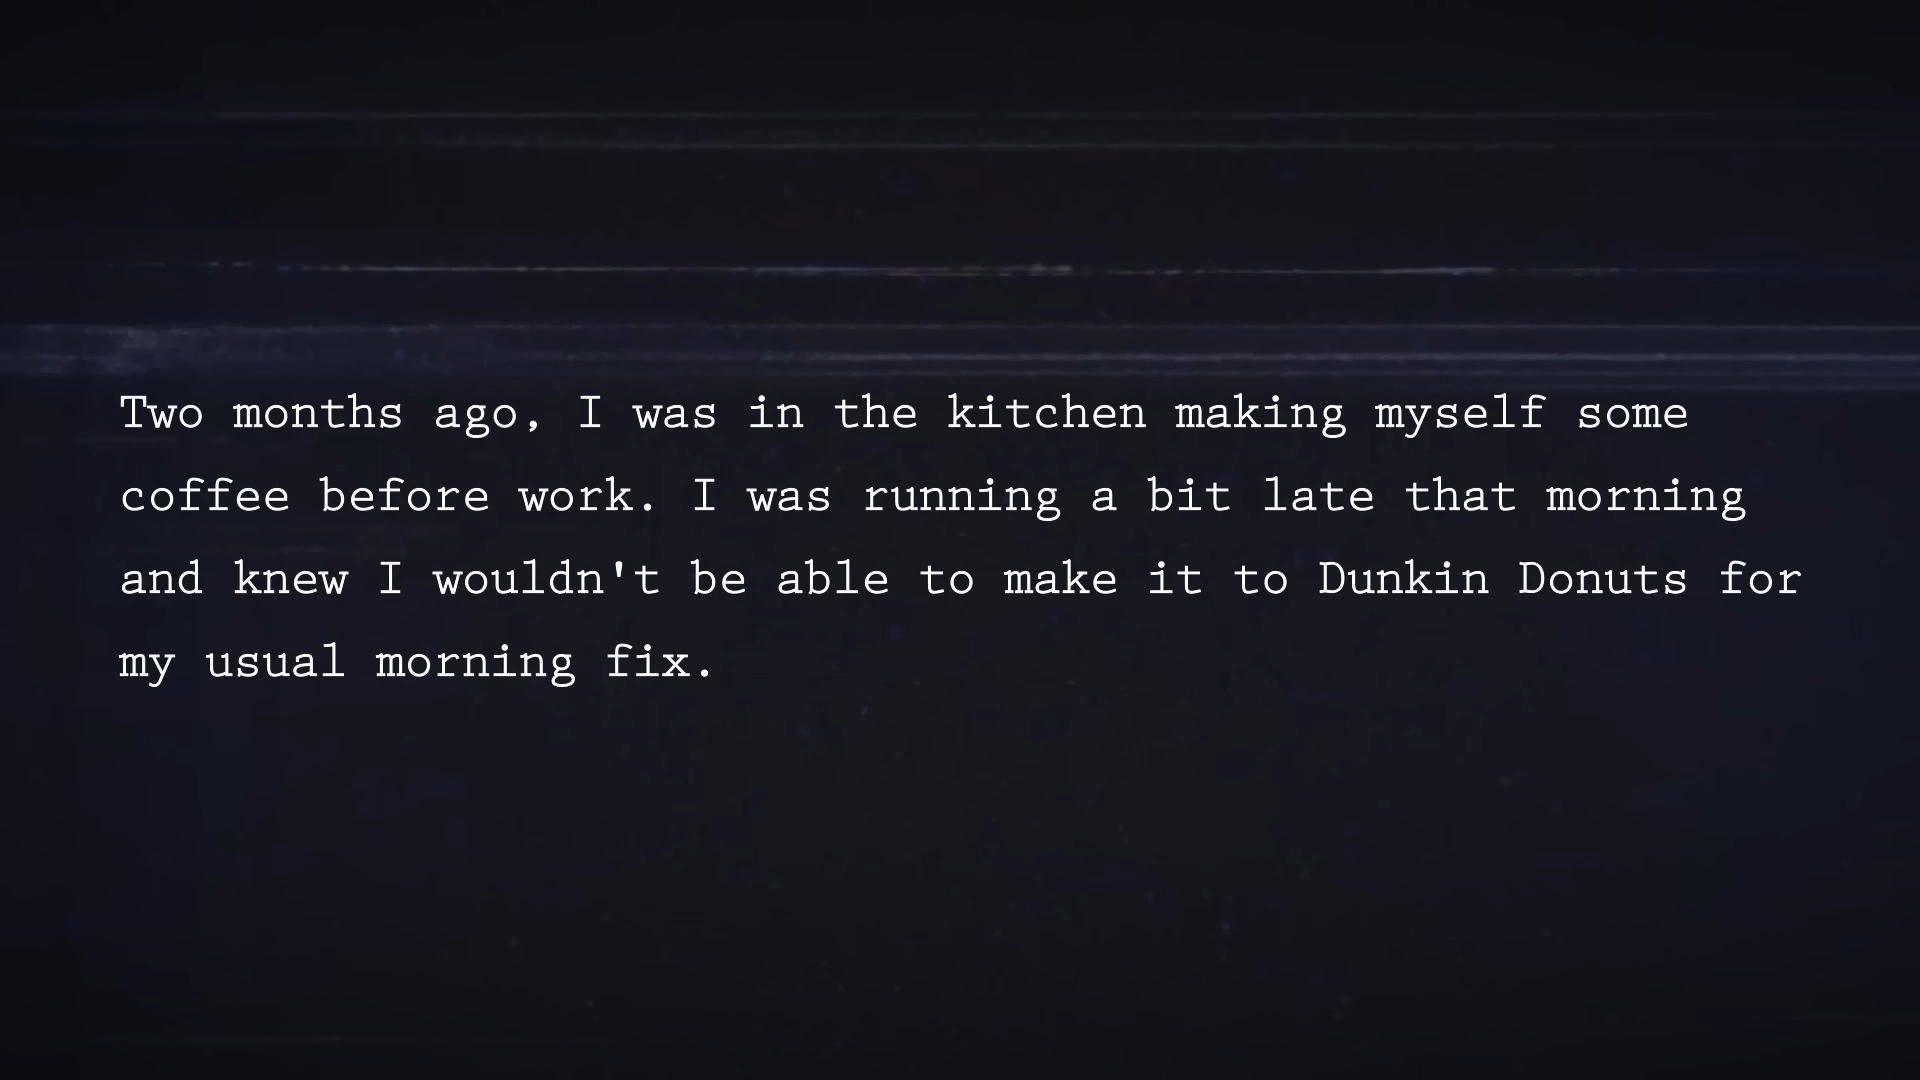 Two months ago, I was in the kitchen making myself some
coffee before work. I was running a bit late that morning
and knew I wouldn't be able to make it to Dunkin Donuts for
my usual morning fix.